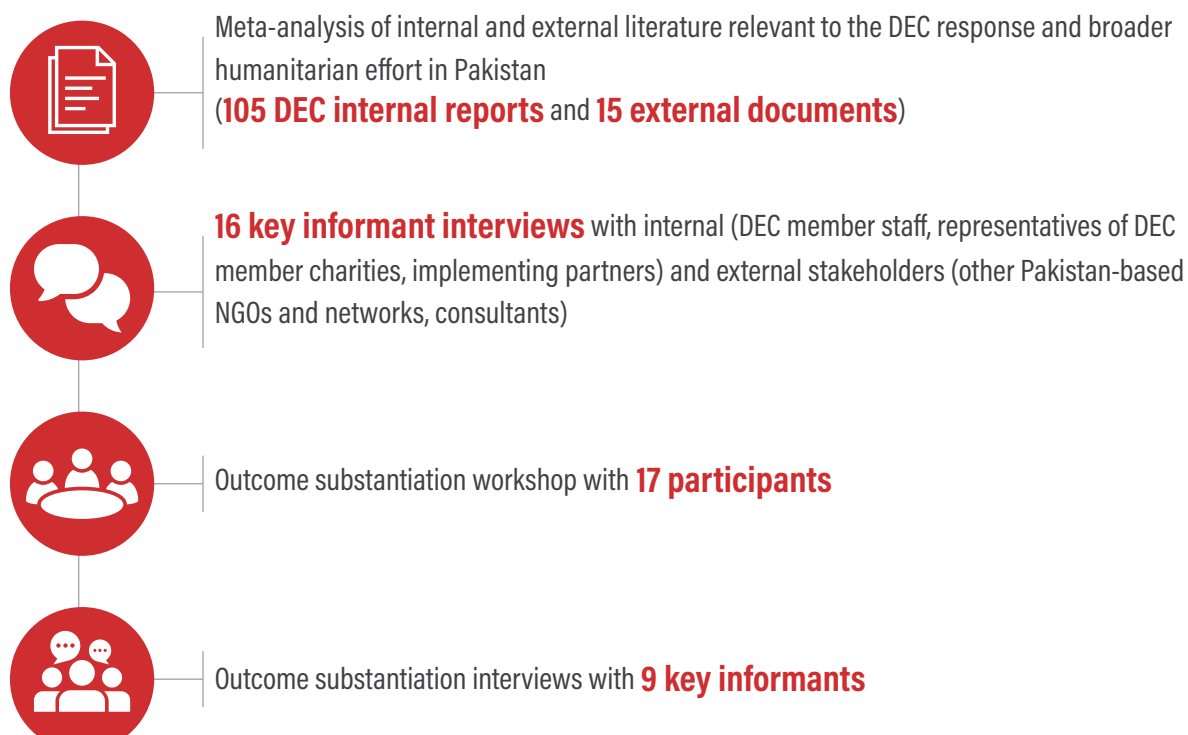 Meta-analysis of internal and external literature relevant to the DEC response and broader
humanitarian effort in Pakistan
(105 DEC internal reports and 15 external documents)
16 key informant interviews with internal (DEC member staff, representatives of DEC
member charities, implementing partners) and external stakeholders (other Pakistan-based
NGOs and networks, consultants)
Outcome substantiation workshop with 17 participants
Outcome substantiation interviews with 9 key informants